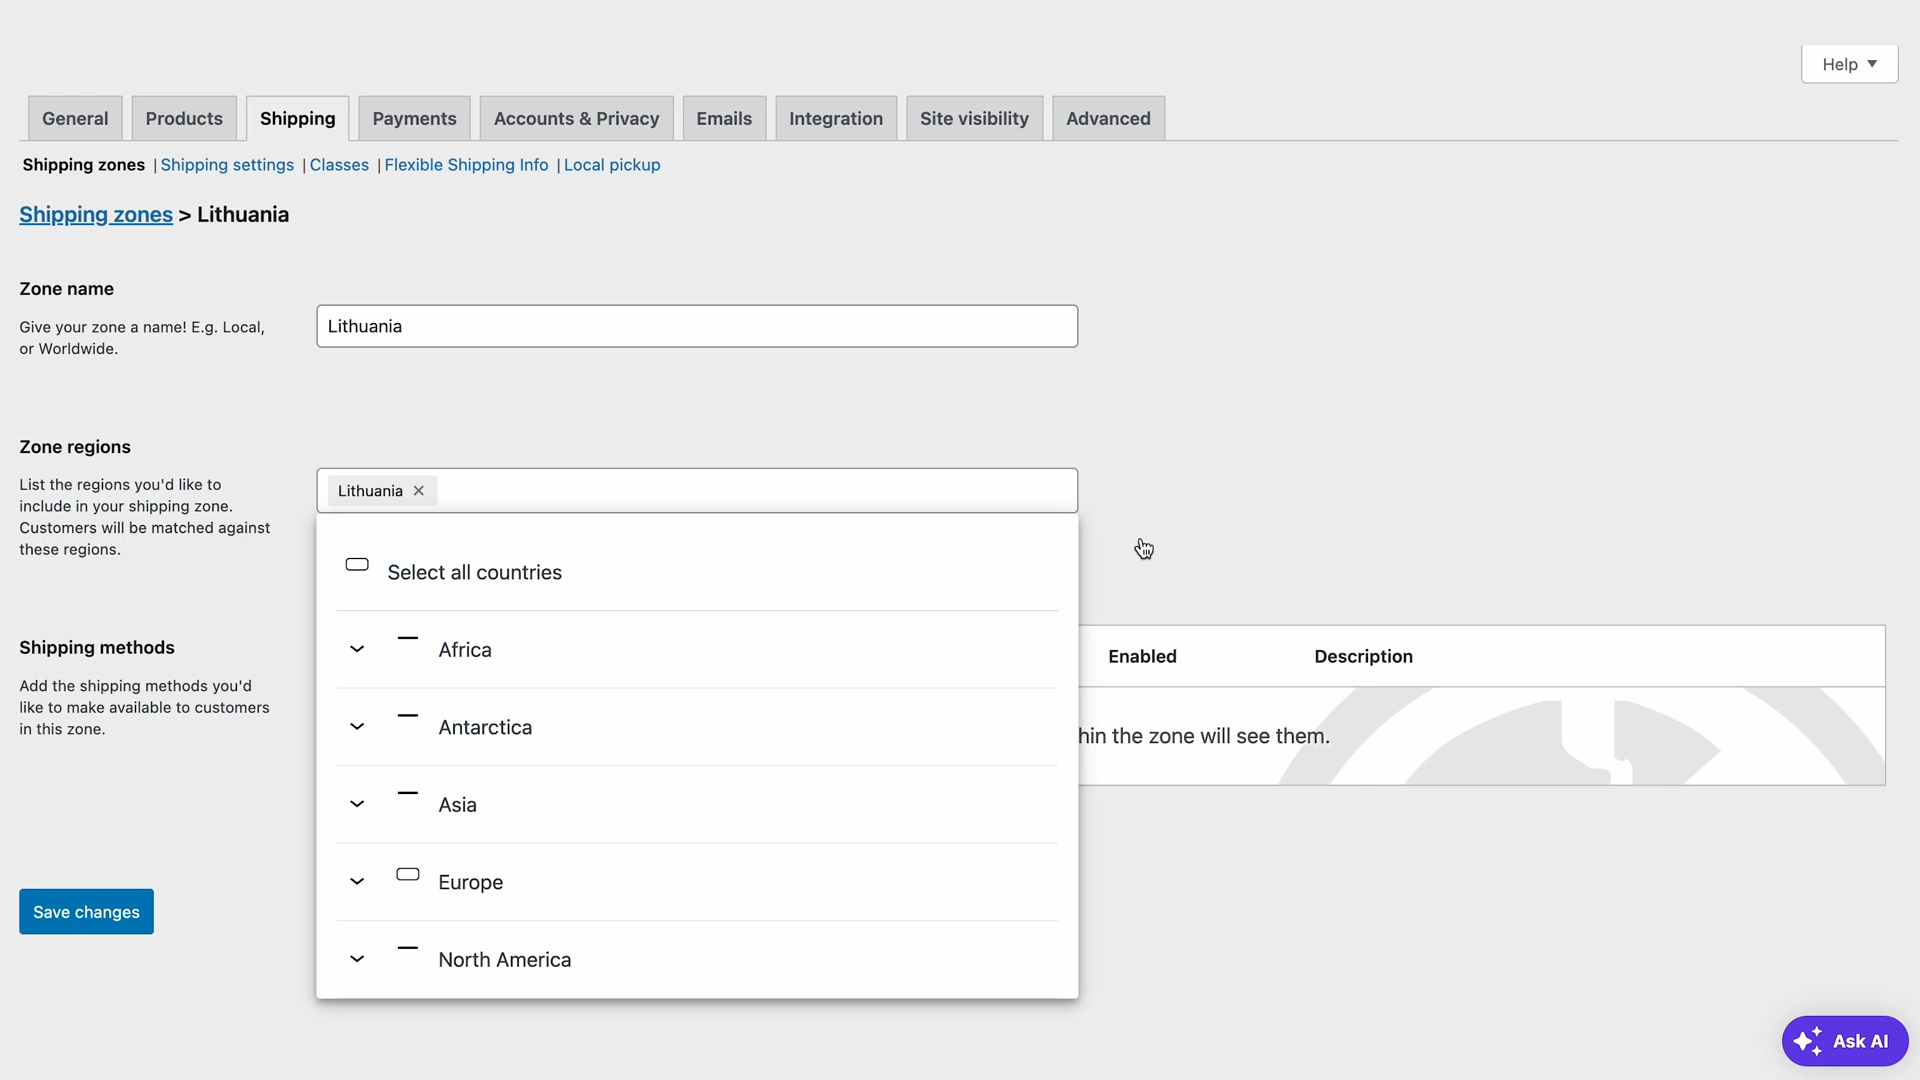 Help
General Products Shipping Payments Accounts & Privacy Emails Integration Site visibility Advanced
Shipping zones | Shipping settings | Classes | Flexible Shipping Info | Local pickup
Shipping zones > Lithuania
Zone name
Give your zone a name! E.g. Local,
or Worldwide.
Lithuania
Zone regions
List the regions you'd like to
include in your shipping zone.
Customers will be matched against
these regions.
Lithuania
Select all countries
Africa
Antarctica
Asia
Europe
North America
Shipping methods
Add the shipping methods you'd
like to make available to customers
in this zone.
Enabled Description
hin the zone will see them.
Save changes
Ask AI